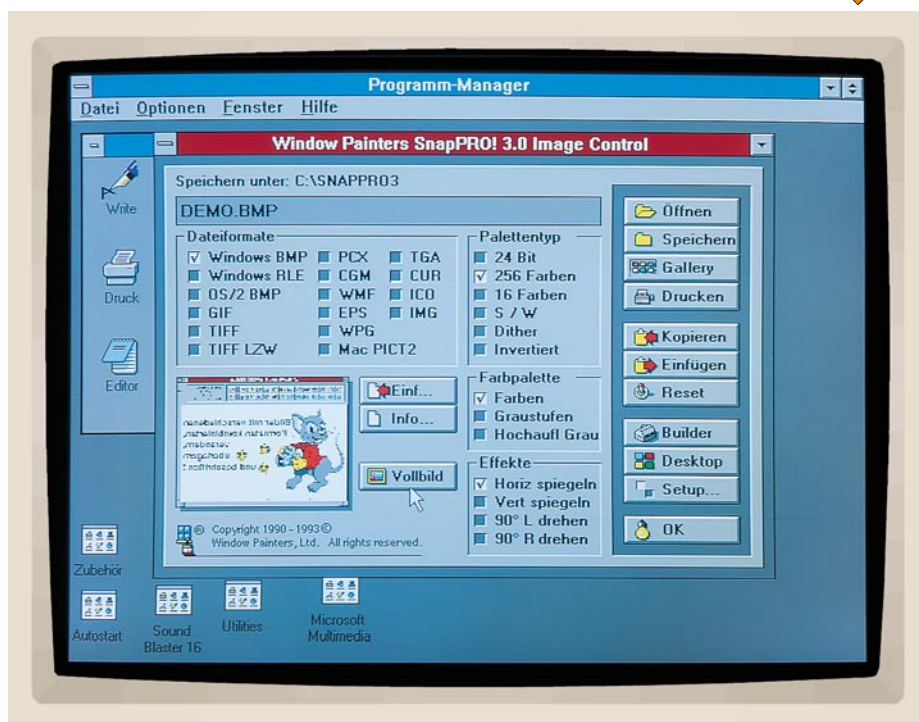 Programm-Manager
Datei Optionen Fenster Hilfe
Window Painters SnapPRO! 3.0 Image Control
Write
Druck
Editor
Speichern unter: C:\SNAPPRO3
DEMO.BMP
Dateiformate
Windows BMP PCX TGA
Windows RLE CGM CUR
OS/2 BMP WMF ICO
GIF EPS IMG
TIFF WPG
TIFF LZW Mac PICT2
Palettentyp
24 Bit
256 Farben
16 Farben
S / W
Dither
Invertiert
Einf...
Info...
Vollbild
Farbpalette
Farben
Graustufen
Hochaufl Grau
Effekte
Horiz spiegeln
Vert spiegeln
90° L drehen
90° R drehen
Copyright 1990 - 1993 ©
Window Painters, Ltd. All rights reserved.
Öffnen
Speichern
Gallery
Drucken
Kopieren
Einfügen
Reset
Builder
Desktop
Setup...
OK
Zubehör
Autostart
Sound
Blaster 16
Utilities
Microsoft
Multimedia